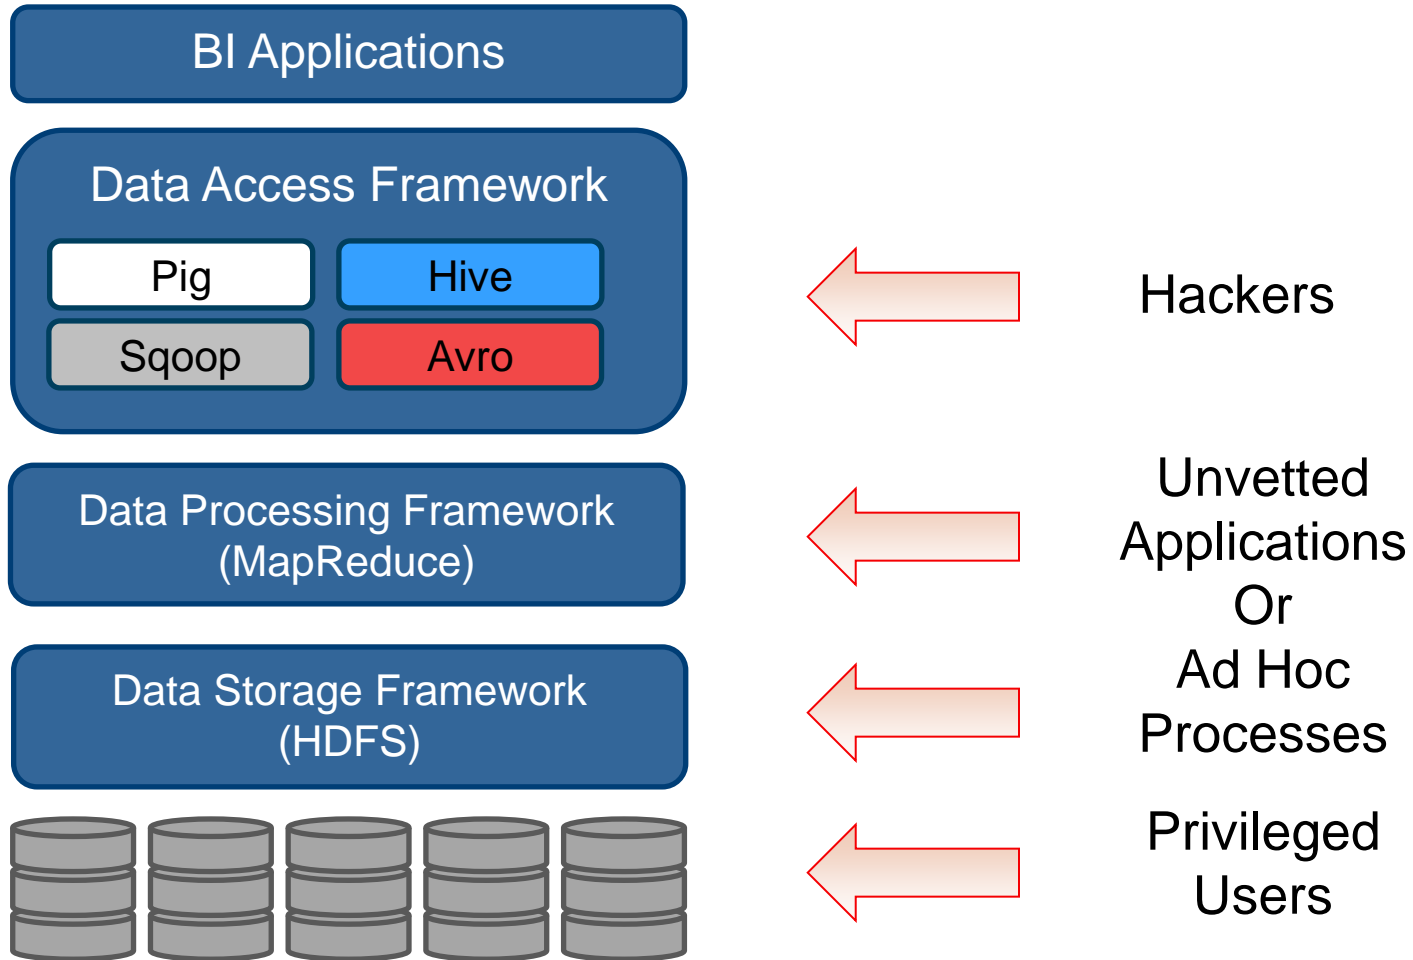 BI Applications
Data Access Framework
Pig
Hive
Sqoop
Avro
Data Processing Framework
(MapReduce)
Data Storage Framework
(HDFS)
Hackers
Unvetted
Applications
Or
Ad Hoc
Processes
Privileged
Users